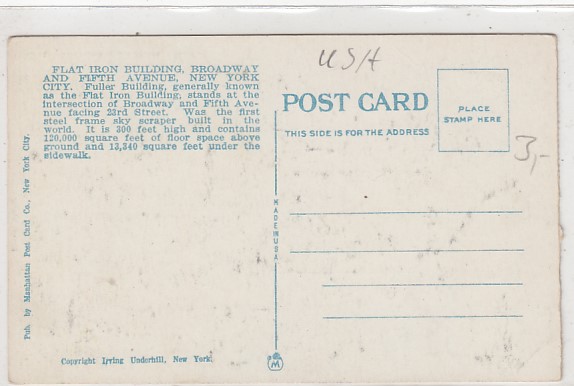 FLAT IRON BUILDING, BROADWAY
AND FIFTH AVENUE, NEW YORK
CITY. Fuller Building, generally known
as the Flat Iron Building, stands at the
intersection of Broadway and Fifth Ave-
nue facing 23rd Street. Was the first
steel frame sky scraper built in the
world. It is 300 feet high and contains
120,000 square feet of floor space above
ground and 13,340 square feet under the
sidewalk.
Pub. by Manhattan Post Card Co., New York City.
Copyright Irving Underhill, New York.
MADE IN USA
M
USA
POST CARD
THIS SIDE IS FOR THE ADDRESS
PLACE
STAMP HERE
3,-